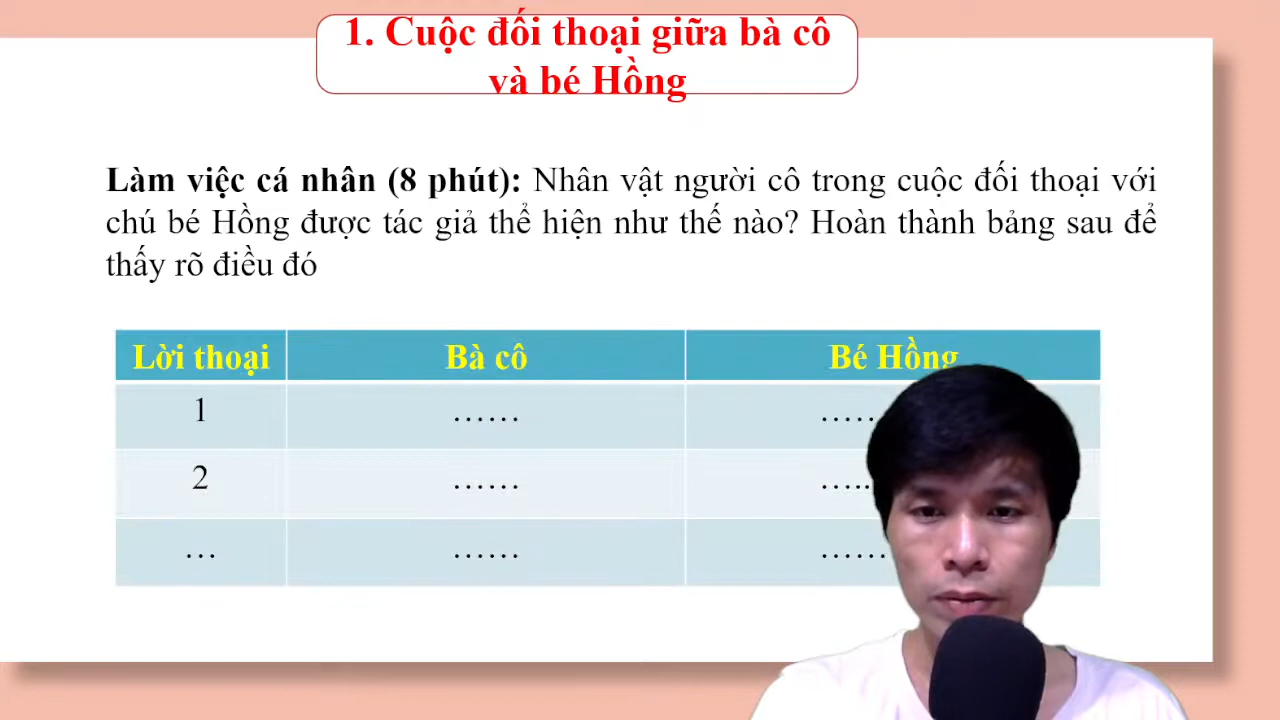 1. Cuộc đối thoại giữa bà cô
và bé Hồng
Làm việc cá nhân (8 phút): Nhân vật người cô trong cuộc đối thoại với
chú bé Hồng được tác giả thể hiện như thế nào? Hoàn thành bảng sau để
thấy rõ điều đó
Lời thoại Bà cô Bé Hồng
1 …… …..
2 …… …..
… …… ……